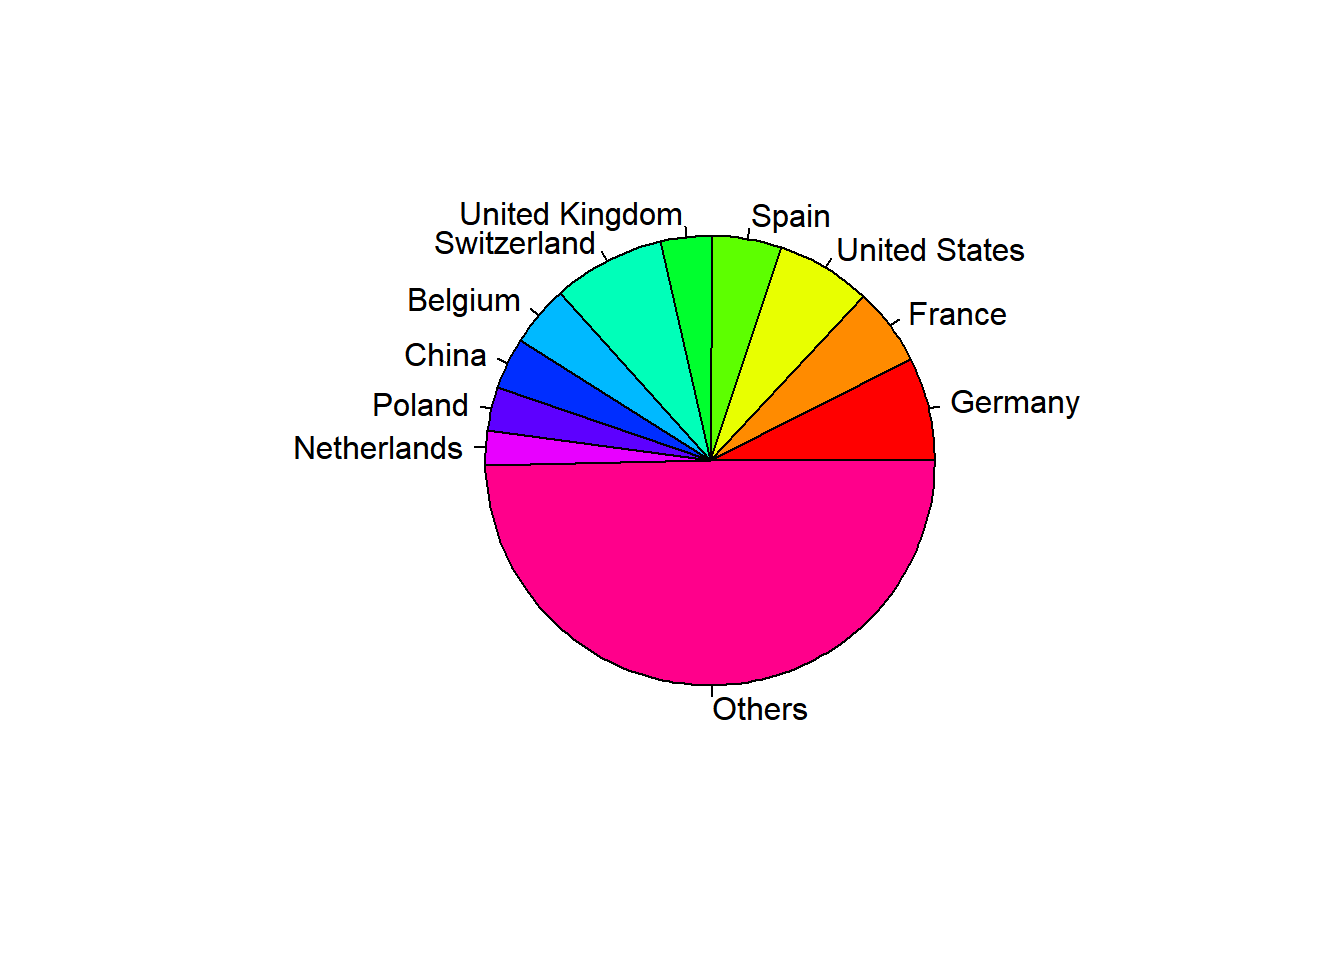 United Kingdom
Spain
Switzerland
United States
Belgium
France
China
Germany
Poland
Netherlands
Others